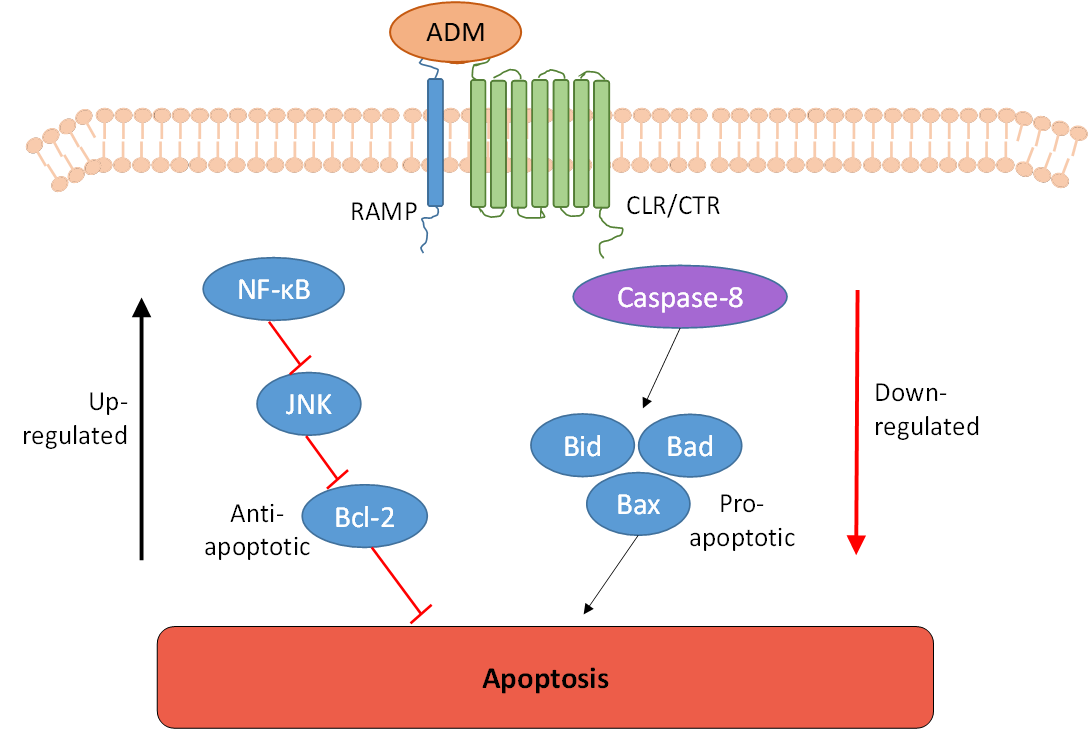 ADM
RAMP
CLR/CTR
NF-κB
Caspase-8
Up-
regulated
JNK
Down-
regulated
Bid
Bad
Bax
Pro-
apoptotic
Anti-
apoptotic
Bcl-2
Apoptosis